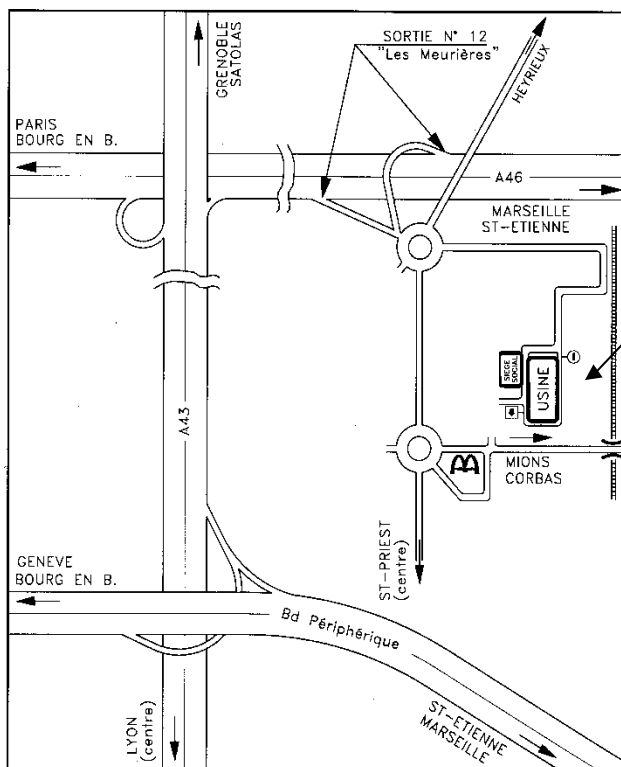 GRENOBLE
SATOLAS
SORTIE N° 12
"Les Meurières"
HEYRIEUX
PARIS
BOURG EN B.
A46
MARSEILLE
ST-ETIENNE
SIEGE
SOCIAL
USINE
A43
MIONS
CORBAS
ST-PRIEST
(centre)
GENEVE
BOURG EN B.
Bd Périphérique
LYON
(centre)
ST-ETIENNE
MARSEILLE